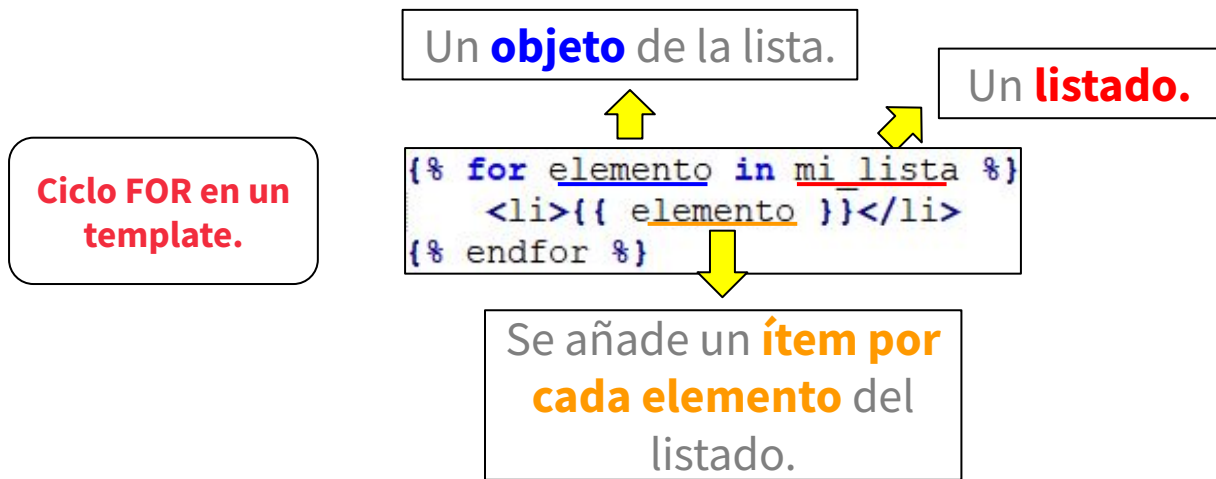 Un objeto de la lista.
Un listado.
Ciclo FOR en un
template.
{% for elemento in mi_lista %}
    <li>{{ elemento }}</li>
{% endfor %}
Se añade un ítem por
cada elemento del
listado.